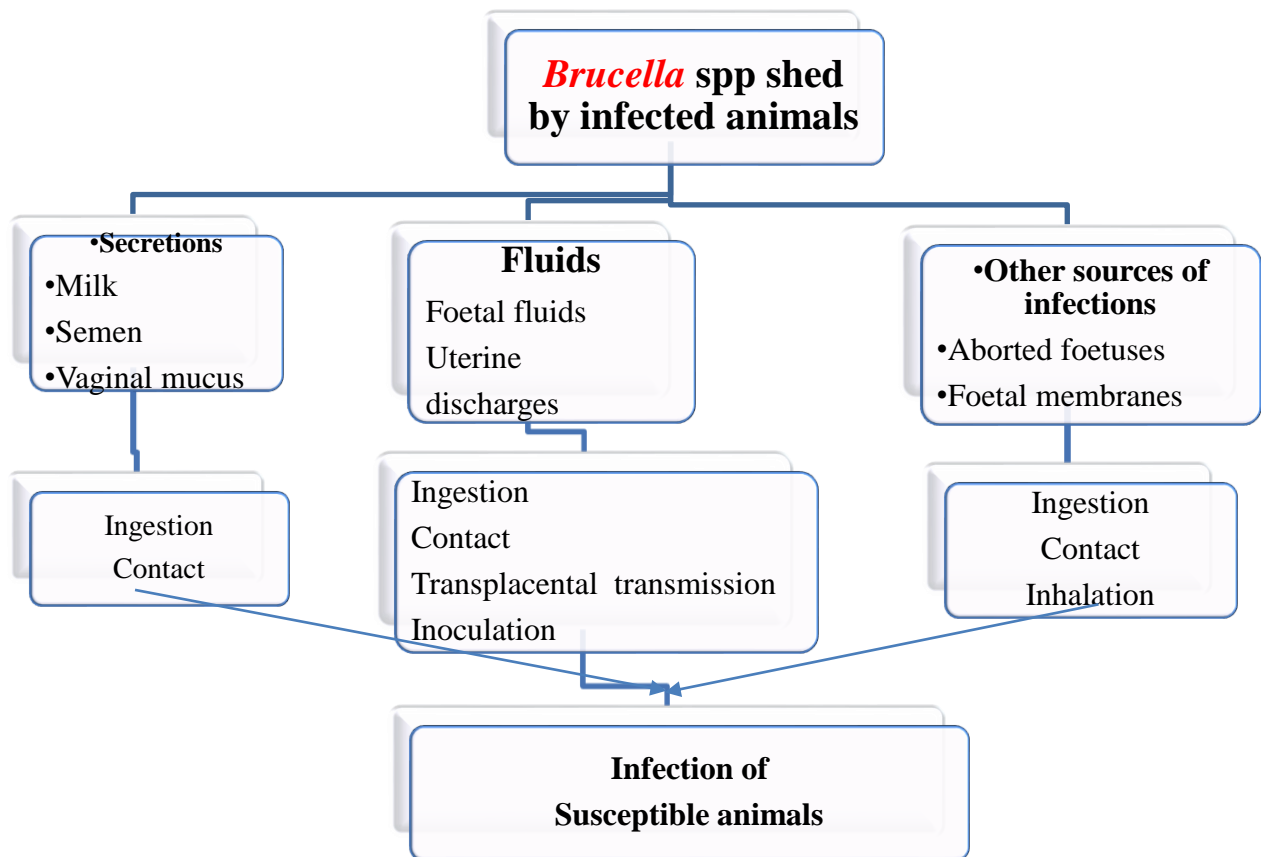 Brucella spp shed
by infected animals
•Secretions
•Milk
•Semen
•Vaginal mucus
Fluids
Foetal fluids
Uterine
discharges
•Other sources of
infections
•Aborted foetuses
•Foetal membranes
Ingestion
Contact
Ingestion
Contact
Transplacental transmission
Inoculation
Ingestion
Contact
Inhalation
Infection of
Susceptible animals